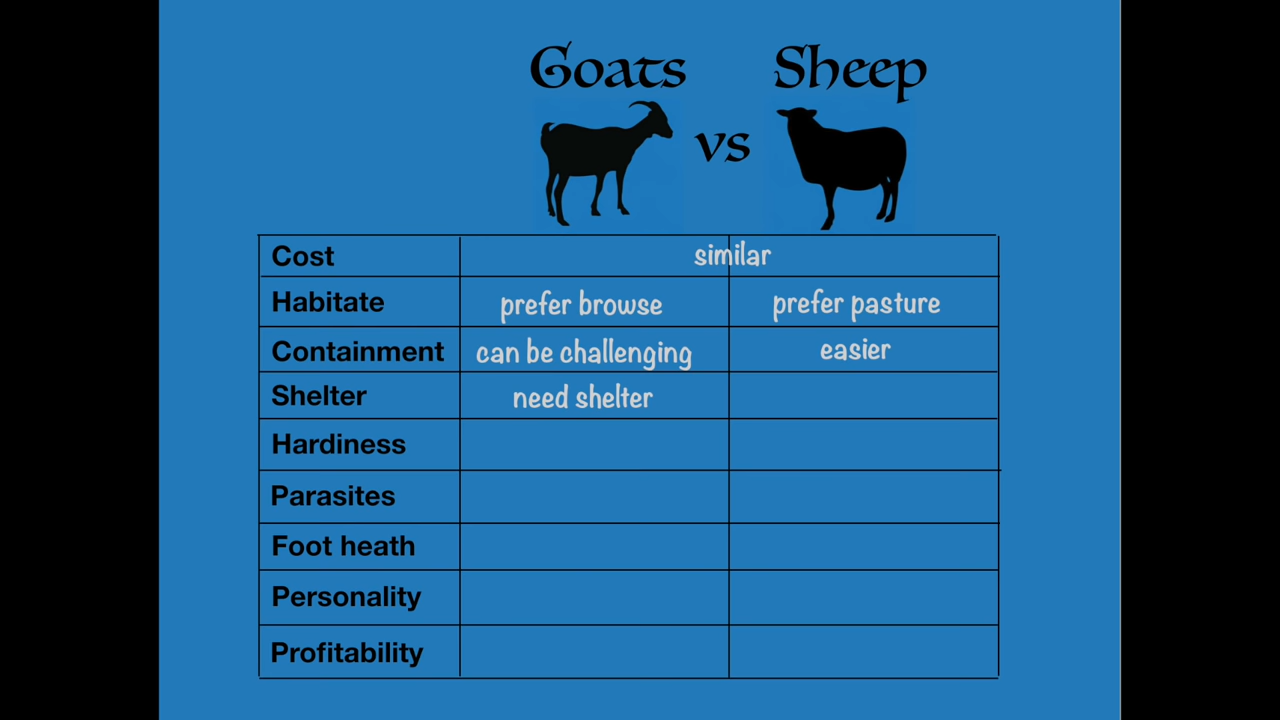 Goats vs Sheep
Cost similar
Habitate prefer browse prefer pasture
Containment can be challenging easier
Shelter need shelter
Hardiness
Parasites
Foot heath
Personality
Profitability